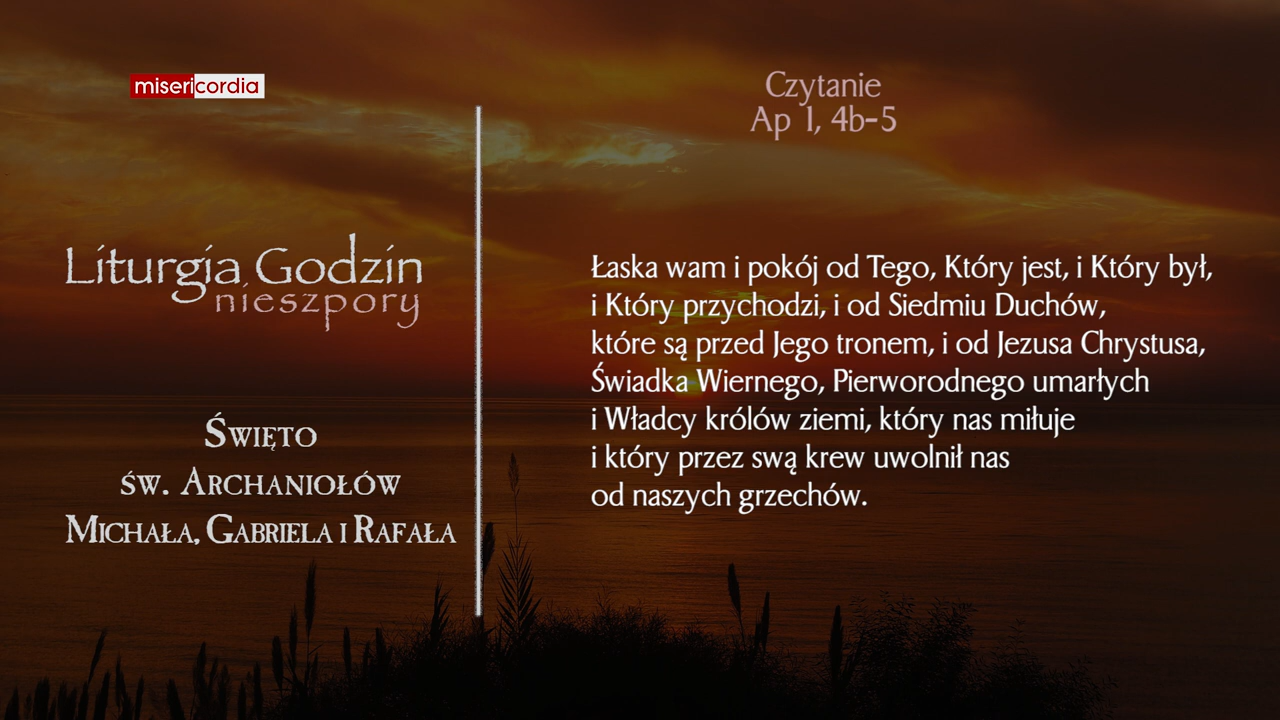 misericordia
Liturgia Godzin
nieszpory
Święto
św. Archaniołów
Michała, Gabriela i Rafała
Czytanie
Ap 1, 4b-5
Łaska wam i pokój od Tego, Który jest, i Który był,
i Który przychodzi, i od Siedmiu Duchów,
które są przed Jego tronem, i od Jezusa Chrystusa,
Świadka Wiernego, Pierworodnego umarłych
i Władcy królów ziemi, który nas miłuje
i który przez swą krew uwolnił nas
od naszych grzechów.